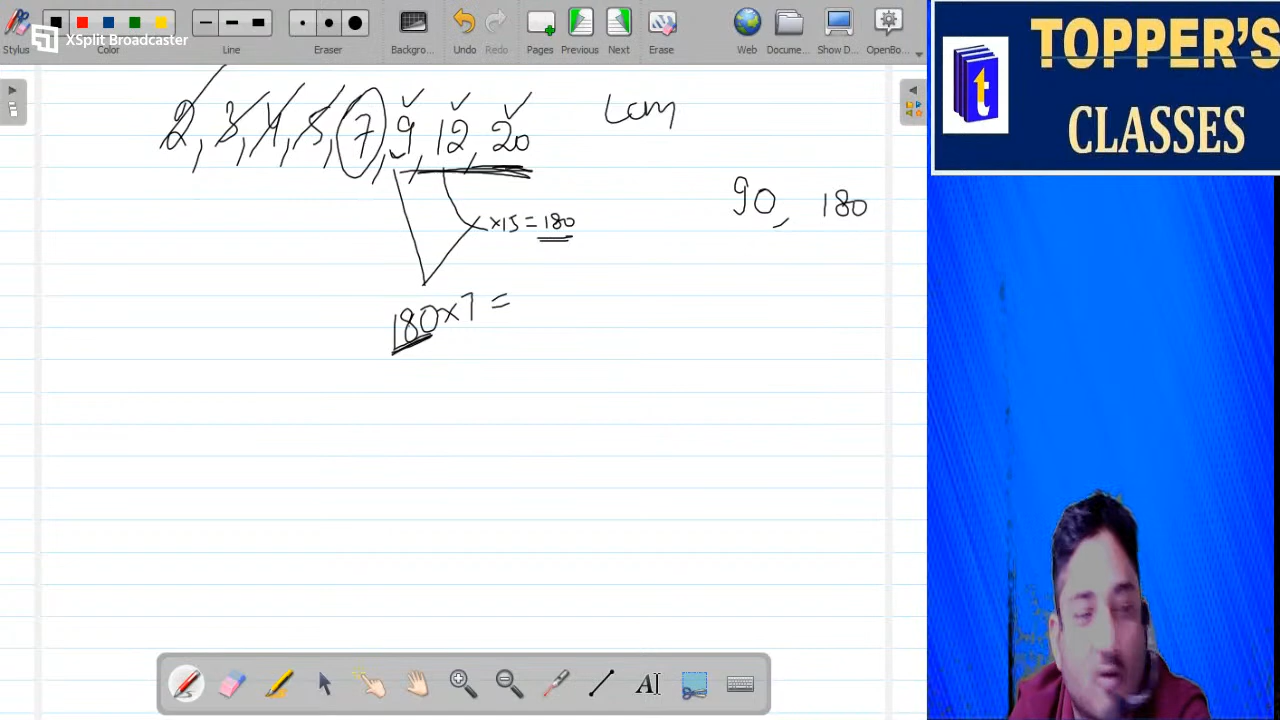 XSplit Broadcaster
Stylus Color Line Eraser Backgro... Undo Redo Pages Previous Next Erase Web Docume... Show D... OpenBo...
TOPPER'S
CLASSES
t
2, 3, 4, 5, 7, 9, 12, 20 Lcm
90, 180
×15 = 180
180×7 =